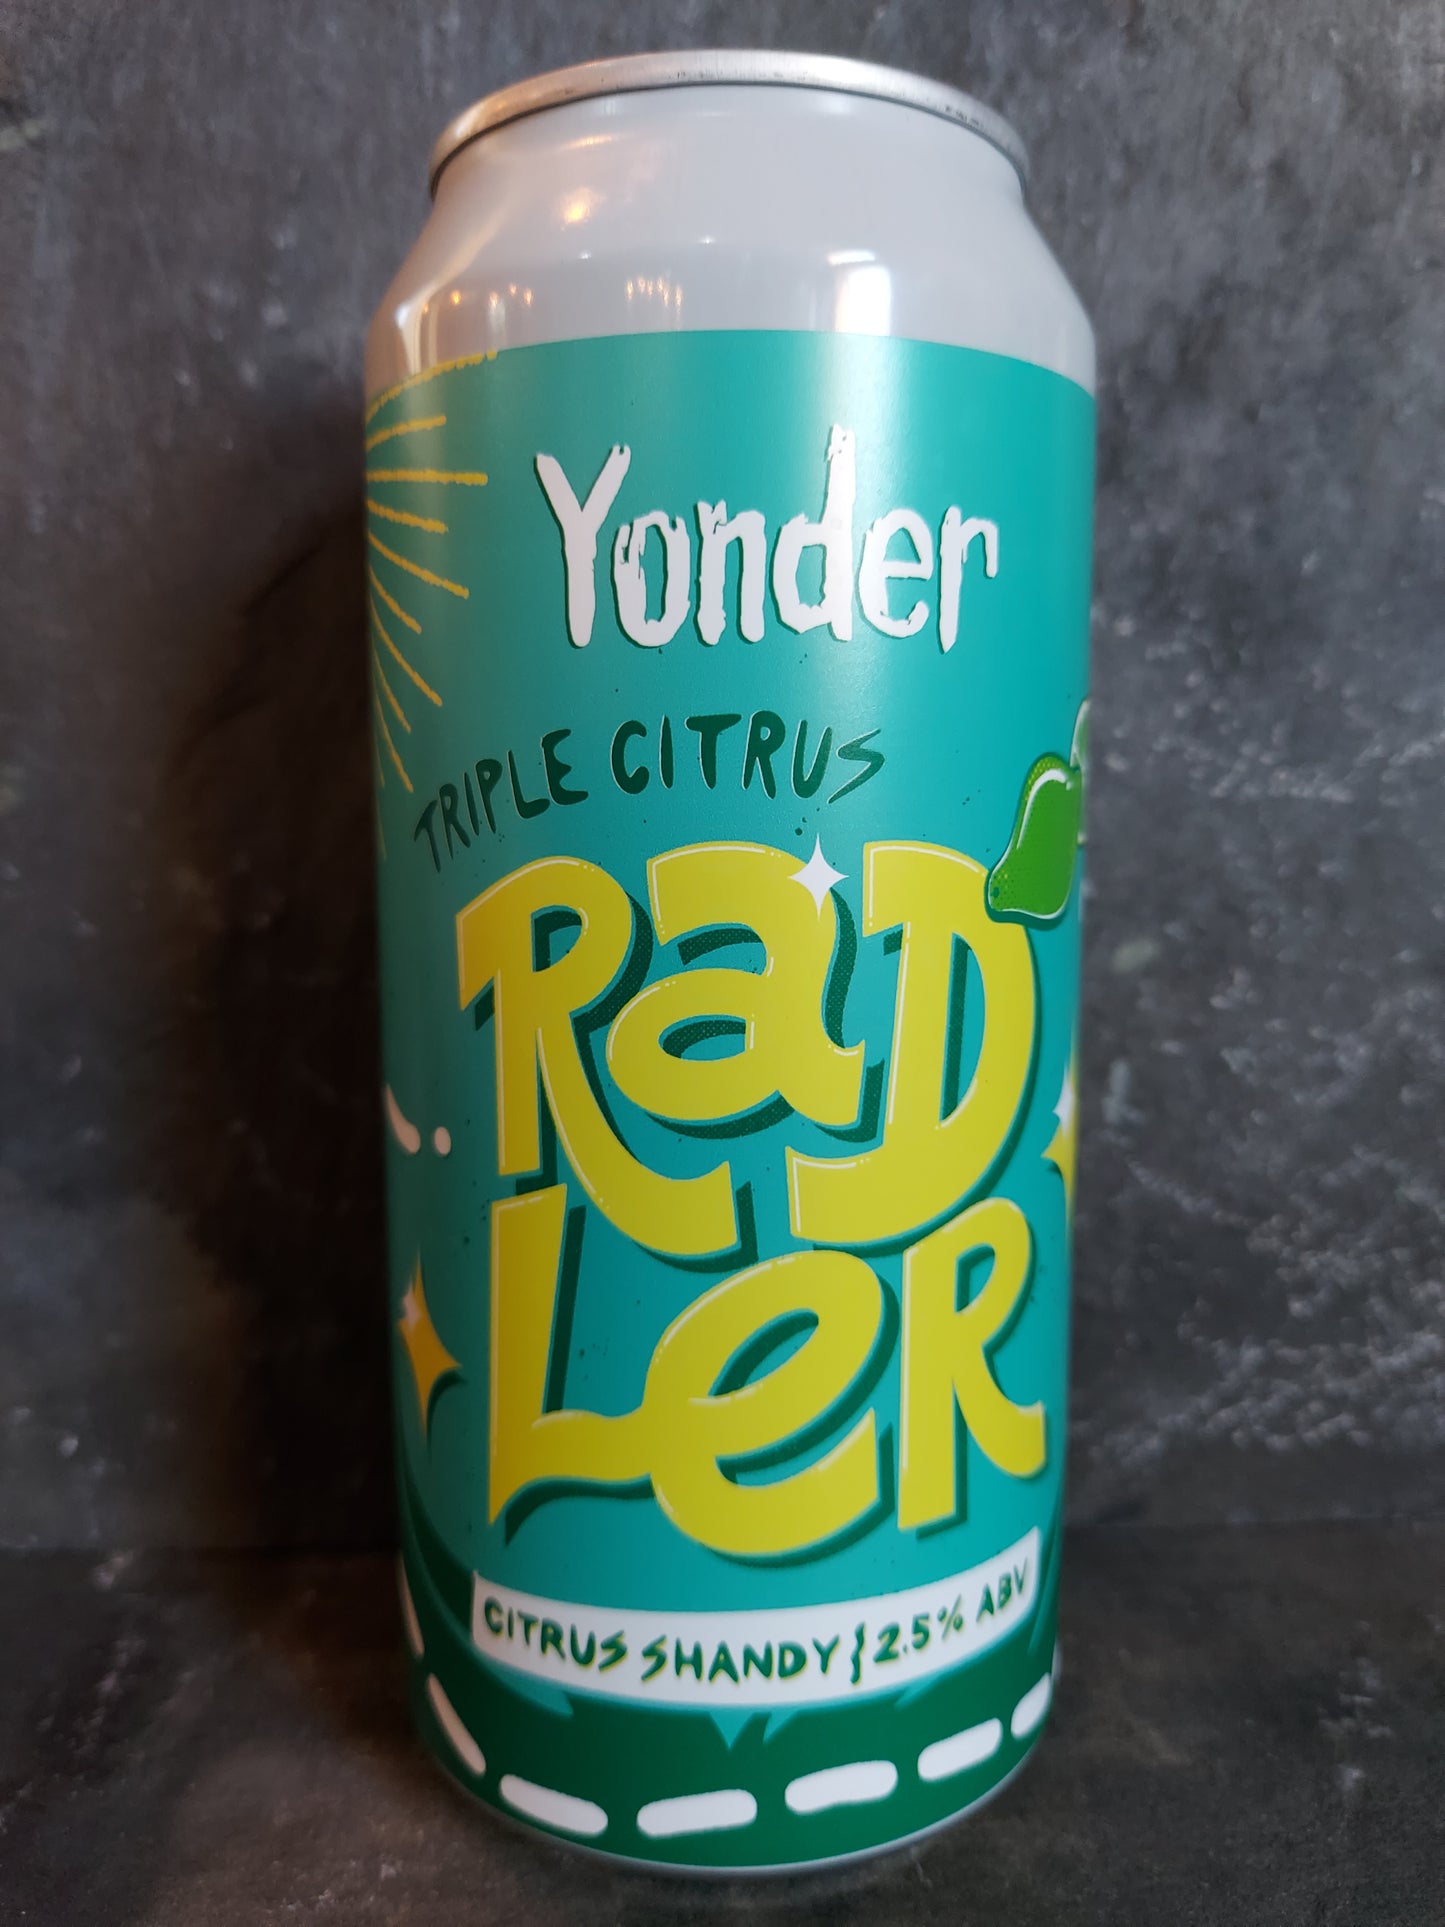 Yonder
TRIPLE CITRUS
RaD
LeR
CITRUS SHANDY } 2.5% ABV